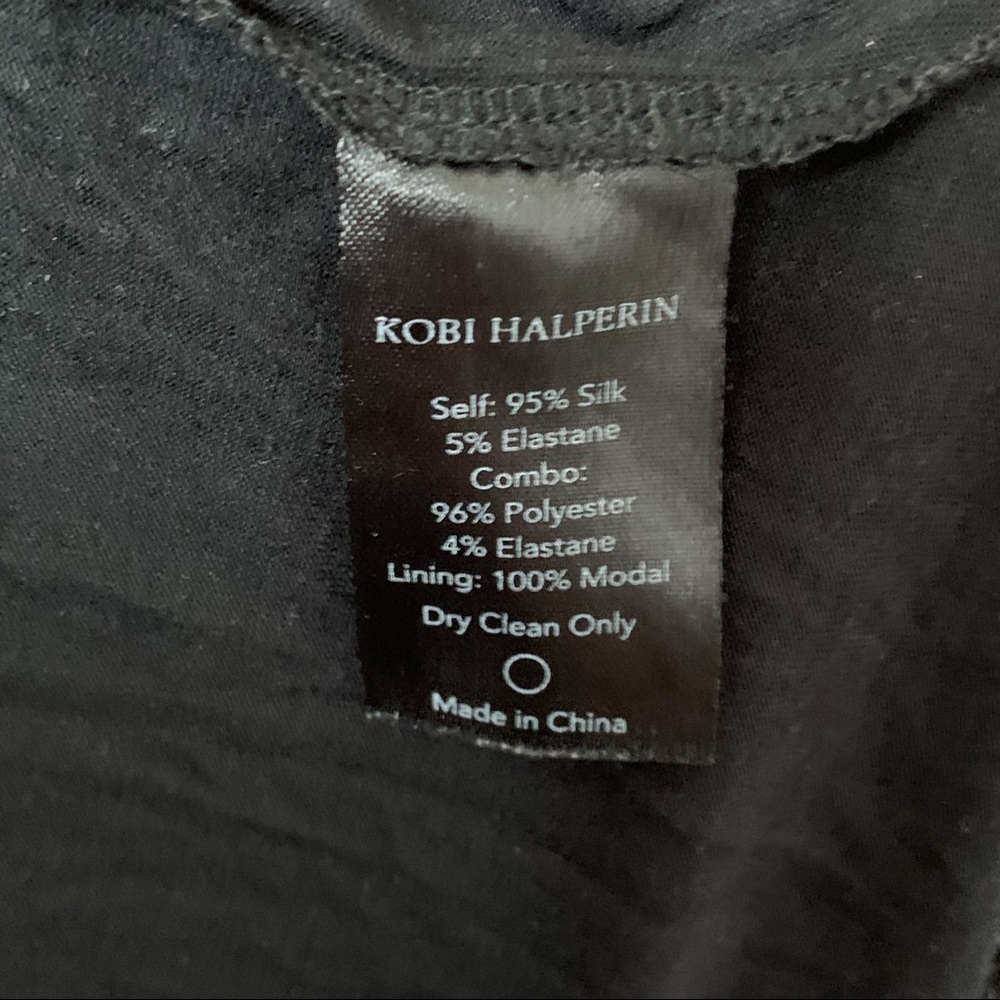 KOBI HALPERIN
Self: 95% Silk
5% Elastane
Combo:
96% Polyester
4% Elastane
Lining: 100% Modal
Dry Clean Only
Made in China